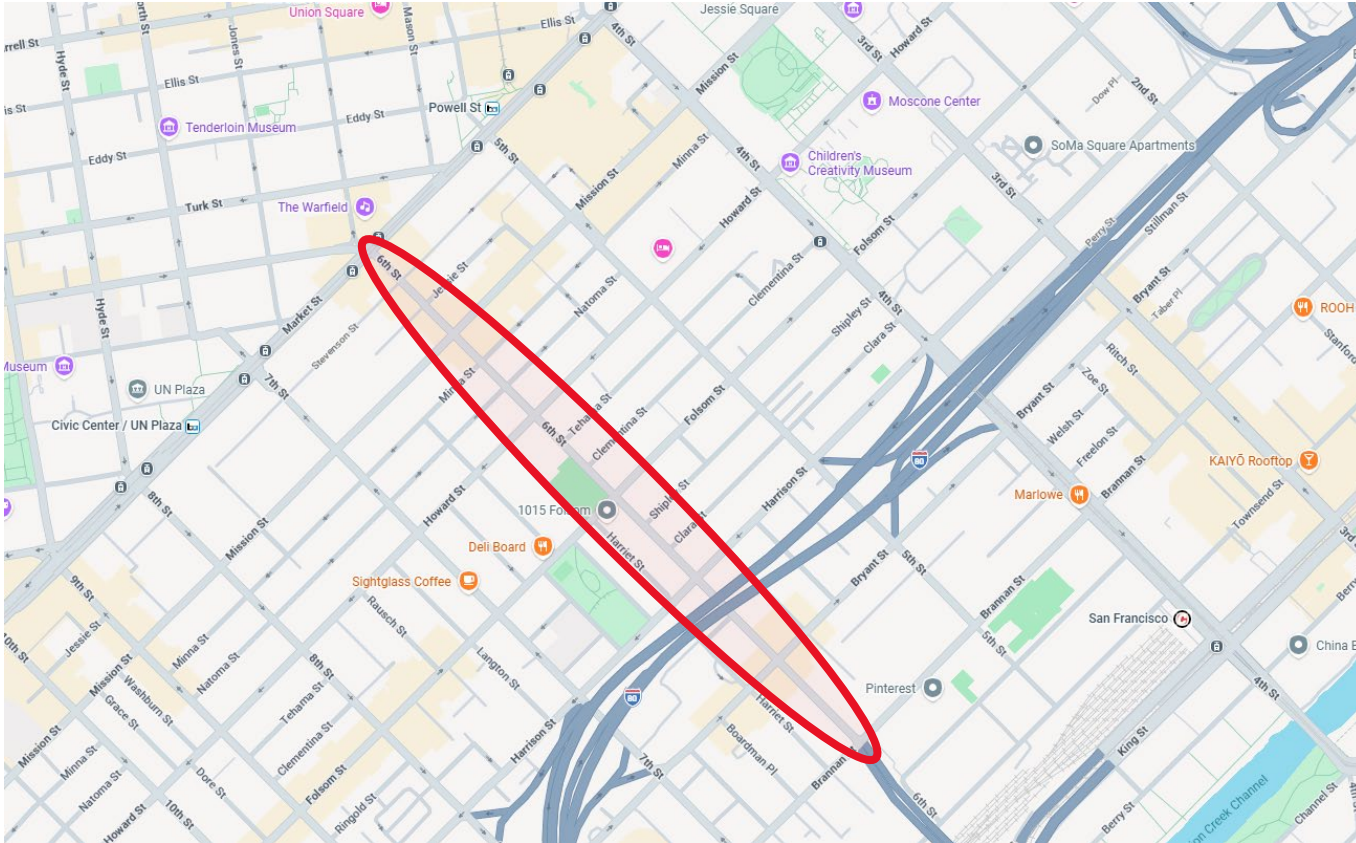 Union Square
Jessie Square
Ellis St
4th St
Howard St
3rd St
Mission St
Mason St
Jones St
Hyde St
Ellis St
Dow Pl
2nd St
Powell St
Moscone Center
Tenderloin Museum
Eddy St
5th St
Minna St
4th St
SoMa Square Apartments
Eddy St
Children's
Creativity Museum
Mission St
3rd St
Turk St
The Warfield
Howard St
Stillman St
Perry St
Folsom St
6th St
Jessie St
Clementina St
Bryant St
Taber Pl
Natoma St
4th St
ROOH
Hyde St
Market St
Shipley St
Clara St
Stevenson St
Ritch St
Museum
UN Plaza
7th St
Minna St
Zoe St
Bryant St
Welsh St
Freelon St
Tehama St
Folsom St
6th St
Clementina St
Civic Center / UN Plaza
80
KAIYŌ Rooftop
Brannan St
8th St
Howard St
Shipley St
Harrison St
Marlowe
Townsend St
1015 Folsom
Mission St
Clara St
3rd
Deli Board
Harriet St
Bryant St
5th St
Sightglass Coffee
9th St
Brannan St
Rausch St
San Francisco
10th St
Jessie St
Minna St
Langton St
5th St
Natoma St
8th St
Mission St
Washburn St
Grace St
Tehama St
80
Pinterest
4th St
Harriet St
Boardman Pl
Clementina St
Harrison St
7th St
Brannan St
King St
Mission St
Minna St
Dore St
Folsom St
Natoma St
10th St
Ringold St
6th St
Berry St
Channel St
Howard St